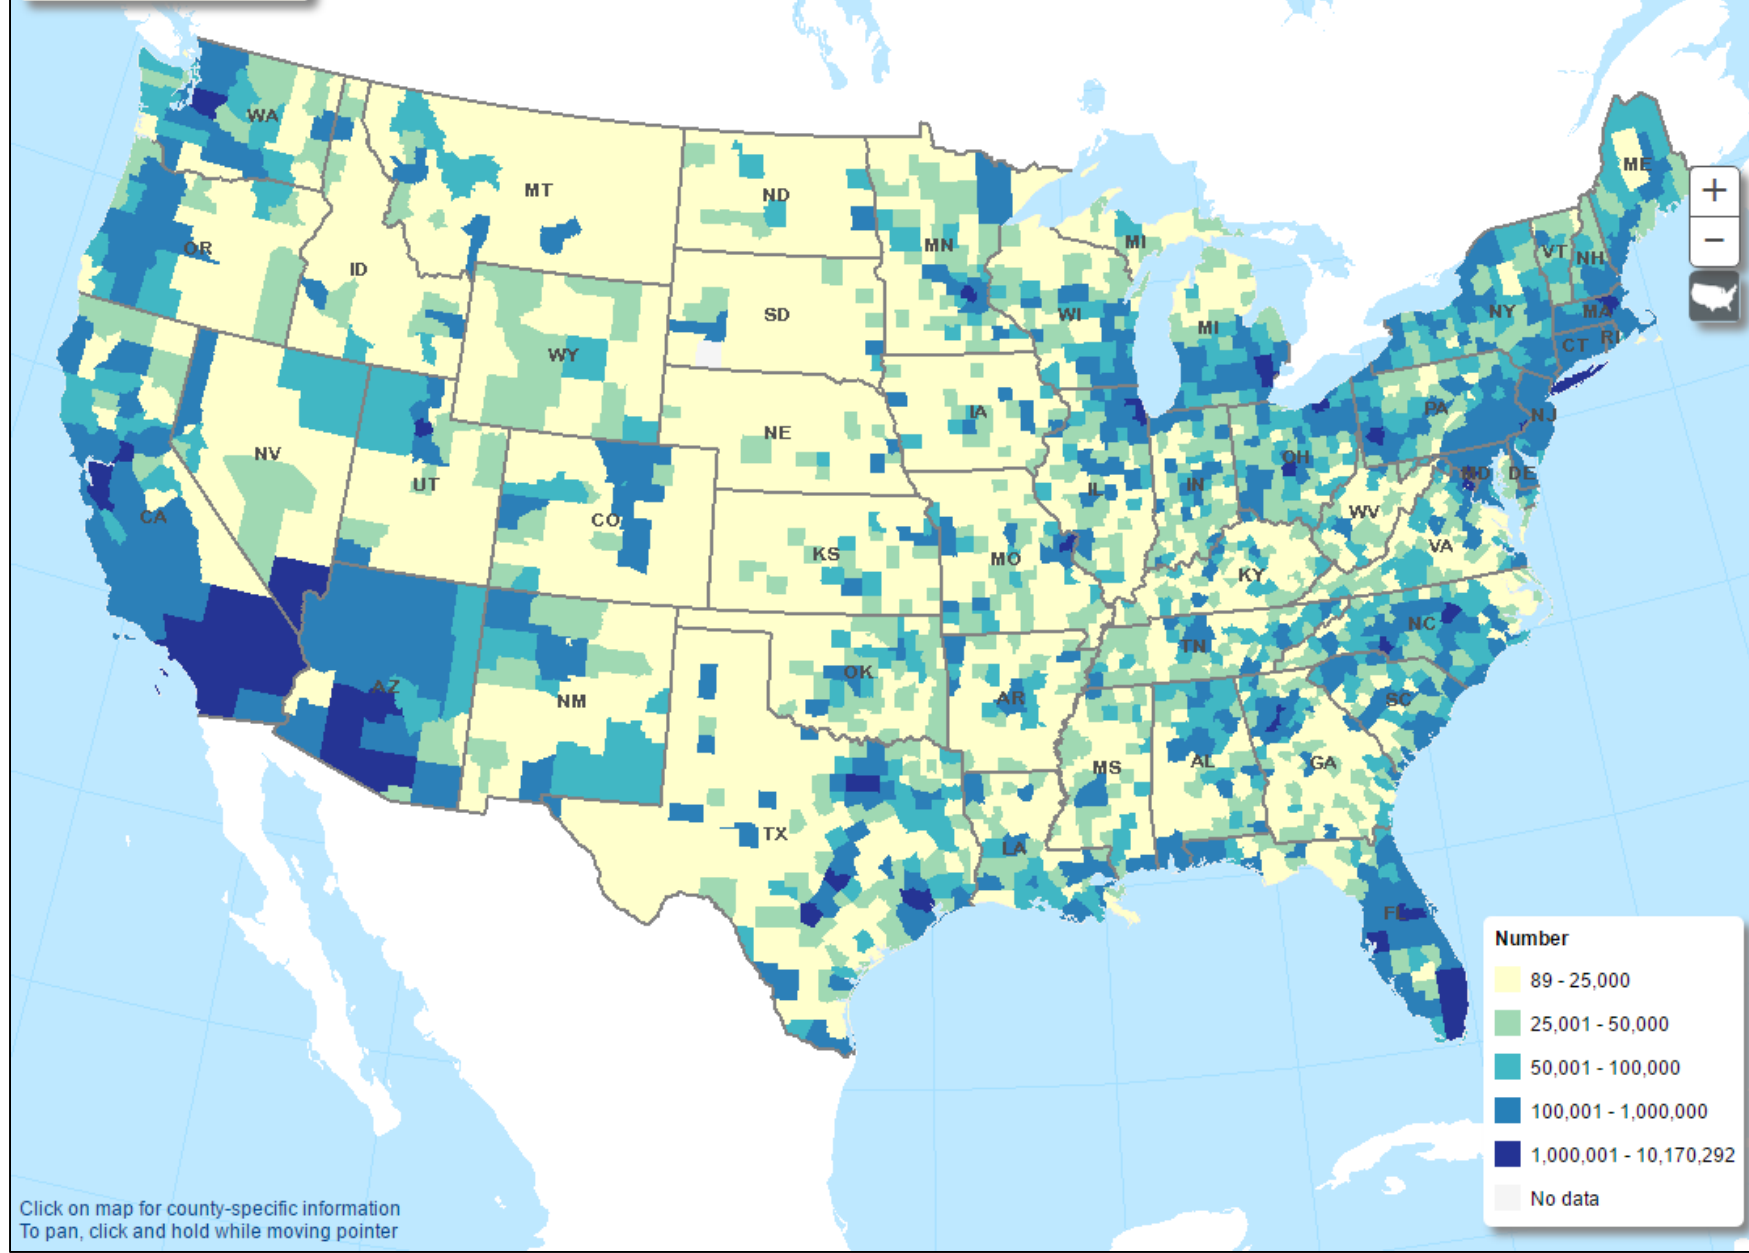 WA
MT
ND
OR
ID
SD
MN
WY
WI
MI
MI
ME
VT
NH
NY
MA
CT
RI
NV
UT
NE
IA
PA
NJ
OH
IL
IN
MD
DE
CA
CO
KS
MO
WV
VA
KY
AZ
NM
OK
AR
TN
NC
SC
TX
LA
MS
AL
GA
FL
+
−
Number
89 - 25,000
25,001 - 50,000
50,001 - 100,000
100,001 - 1,000,000
1,000,001 - 10,170,292
No data
Click on map for county-specific information
To pan, click and hold while moving pointer